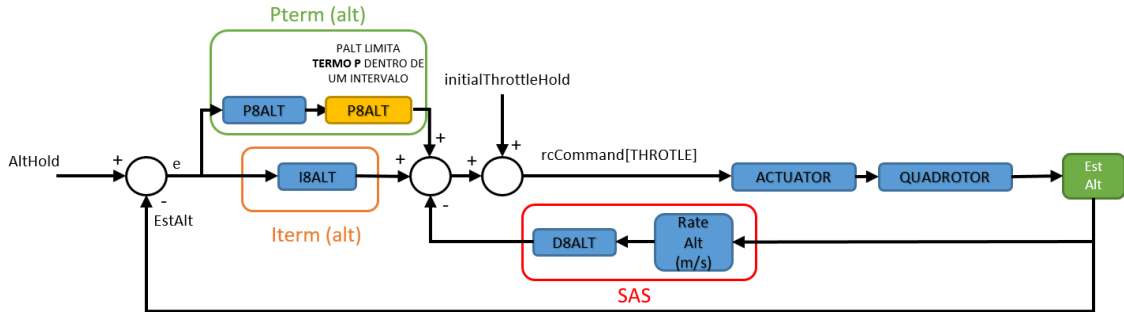 Pterm (alt)
PALT LIMITA
TERMO P DENTRO DE
UM INTERVALO
P8ALT
P8ALT
initialThrottleHold
+
+
AltHold
+
e
-
EstAlt
I8ALT
Iterm (alt)
+
-
+
rcCommand[THROTLE]
ACTUATOR
QUADROTOR
Est
Alt
D8ALT
Rate
Alt
(m/s)
SAS